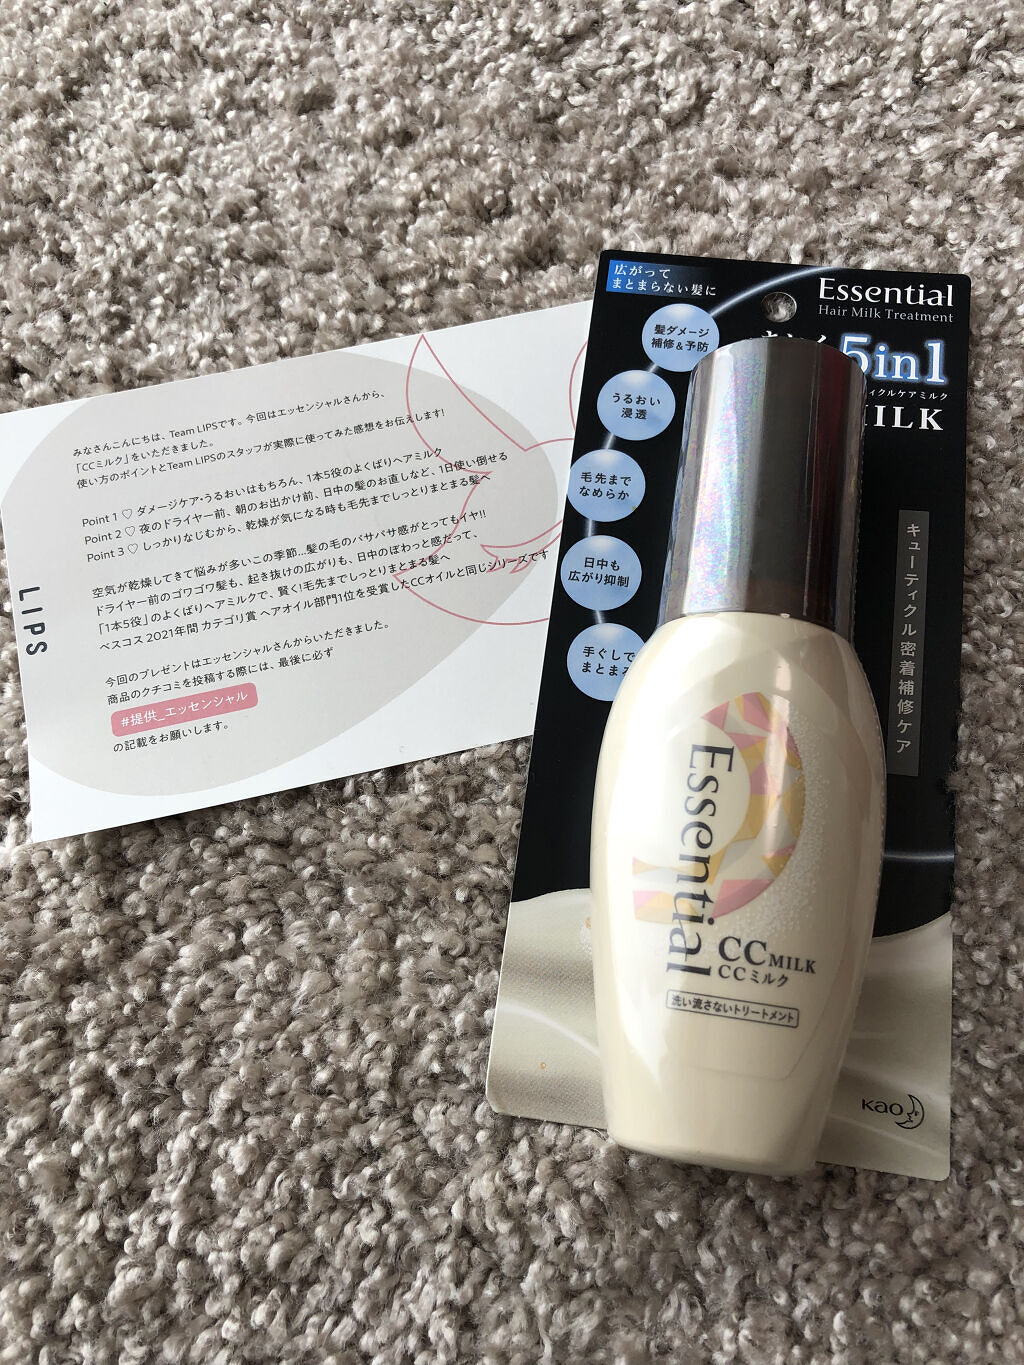 みなさんこんにちは、Team LIPSです。今回はエッセンシャルさんから、
「CCミルク」をいただきました。
使い方のポイントとTeam LIPSのスタッフが実際に使ってみた感想をお伝えします!
Point 1 ♡ ダメージケア・うるおいはもちろん、1本5役のよくばりヘアミルク
Point 2 ♡ 夜のドライヤー前、朝のお出かけ前、日中の髪のお直しなど、1日使い倒せる
Point 3 ♡ しっかりなじむから、乾燥が気になる時も毛先までしっとりまとまる髪へ
空気が乾燥してきて悩みが多いこの季節...髪の毛のパサパサ感がとってもイヤ!!
ドライヤー前のゴワゴワ髪も、起き抜けの広がりも、日中のぼわっと感だって、
「1本5役」のよくばりヘアミルクで、賢く!毛先までしっとりまとまる髪へ
ベスコス 2021年間 カテゴリ賞 ヘアオイル部門1位を受賞したCCオイルと同じシリーズです
今回のプレゼントはエッセンシャルさんからいただきました。
商品のクチコミを投稿する際には、最後に必ず
#提供_エッセンシャル
の記載をお願いします。
LIPS
広がって
まとまらない髪に
Essential
Hair Milk Treatment
5in1
ィクルケアミルク
MILK
髪ダメージ
補修&予防
うるおい
浸透
毛先まで
なめらか
日中も
広がり抑制
手ぐしで
まとまる
キューティクル密着補修ケア
Essential
CC MILK
CCミルク
洗い流さないトリートメント
Kao